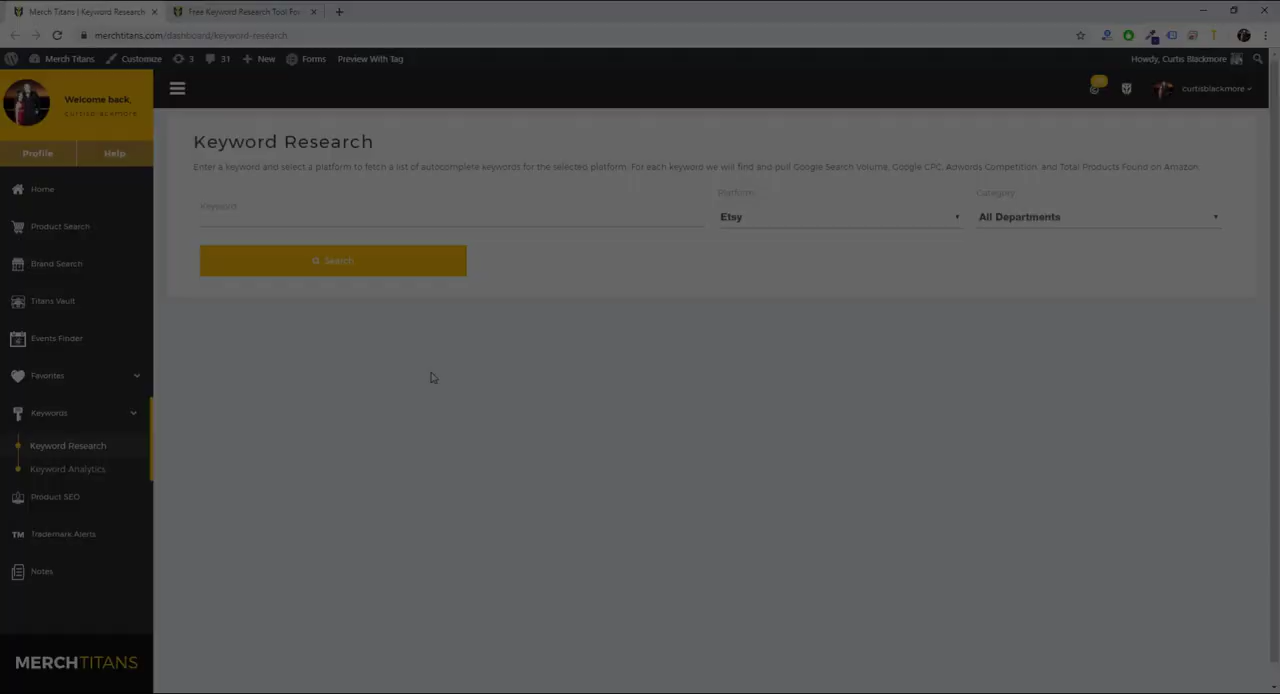 Merch Titans | Keyword Research
Free Keyword Research Tool For
merchtitans.com/dashboard/keyword-research
Merch Titans
Customize
3
31
New
Forms
Preview With Tag
Howdy, Curtis Blackmore
Welcome back,
curtisblackmore
curtisblackmore
Profile
Help
Keyword Research
Enter a keyword and select a platform to fetch a list of autocomplete keywords for the selected platform. For each keyword we will find and pull Google Search Volume, Google CPC, Adwords Competition, and Total Products Found on Amazon.
Keyword
Platform
Category
Etsy
All Departments
Search
Home
Product Search
Brand Search
Titans Vault
Events Finder
Favorites
Keywords
Keyword Research
Keyword Analytics
Product SEO
TM Trademark Alerts
Notes
MERCHTITANS